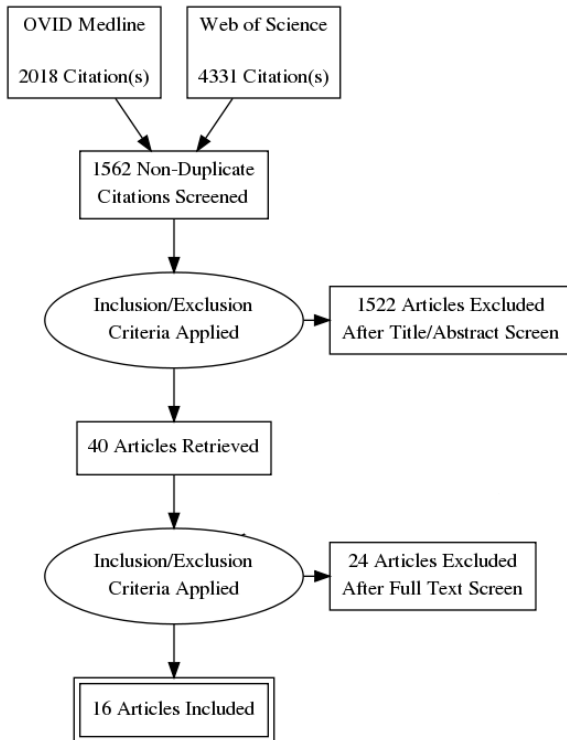 OVID Medline
2018 Citation(s)
Web of Science
4331 Citation(s)
1562 Non-Duplicate
Citations Screened
Inclusion/Exclusion
Criteria Applied
1522 Articles Excluded
After Title/Abstract Screen
40 Articles Retrieved
Inclusion/Exclusion
Criteria Applied
24 Articles Excluded
After Full Text Screen
16 Articles Included